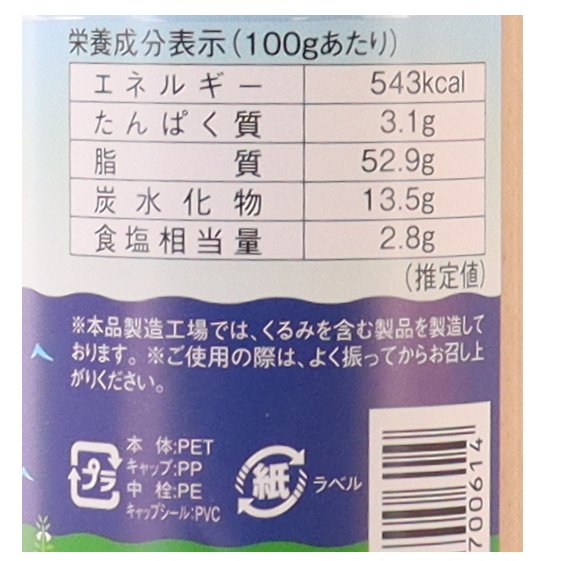 栄養成分表示(100gあたり)
エネルギー 543kcal
たんぱく質 3.1g
脂質 52.9g
炭水化物 13.5g
食塩相当量 2.8g
(推定値)
※本品製造工場では、くるみを含む製品を製造して
おります。※ご使用の際は、よく振ってからお召し上
がりください。
プラ
本体:PET
キャップ:PP
中栓:PE
キャップシール:PVC
紙
ラベル